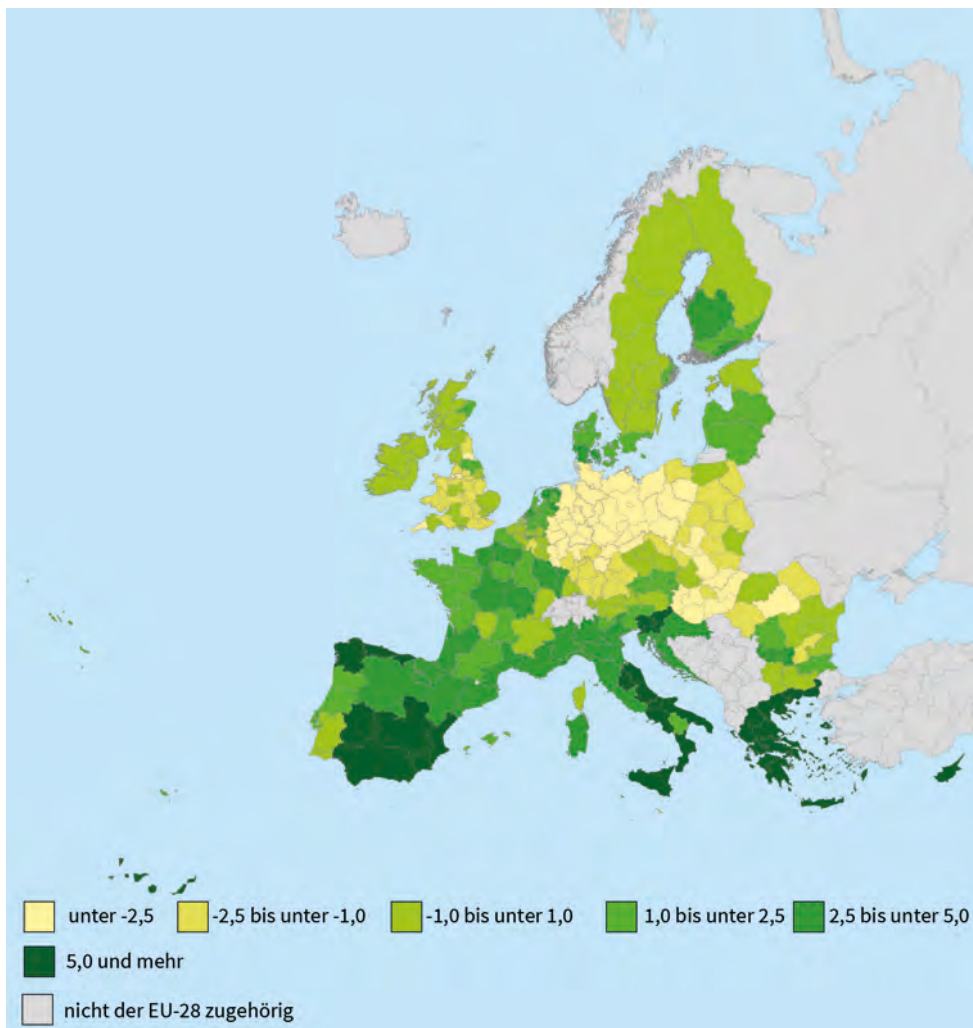 unter -2,5 -2,5 bis unter -1,0 -1,0 bis unter 1,0 1,0 bis unter 2,5 2,5 bis unter 5,0
5,0 und mehr
nicht der EU-28 zugehörig